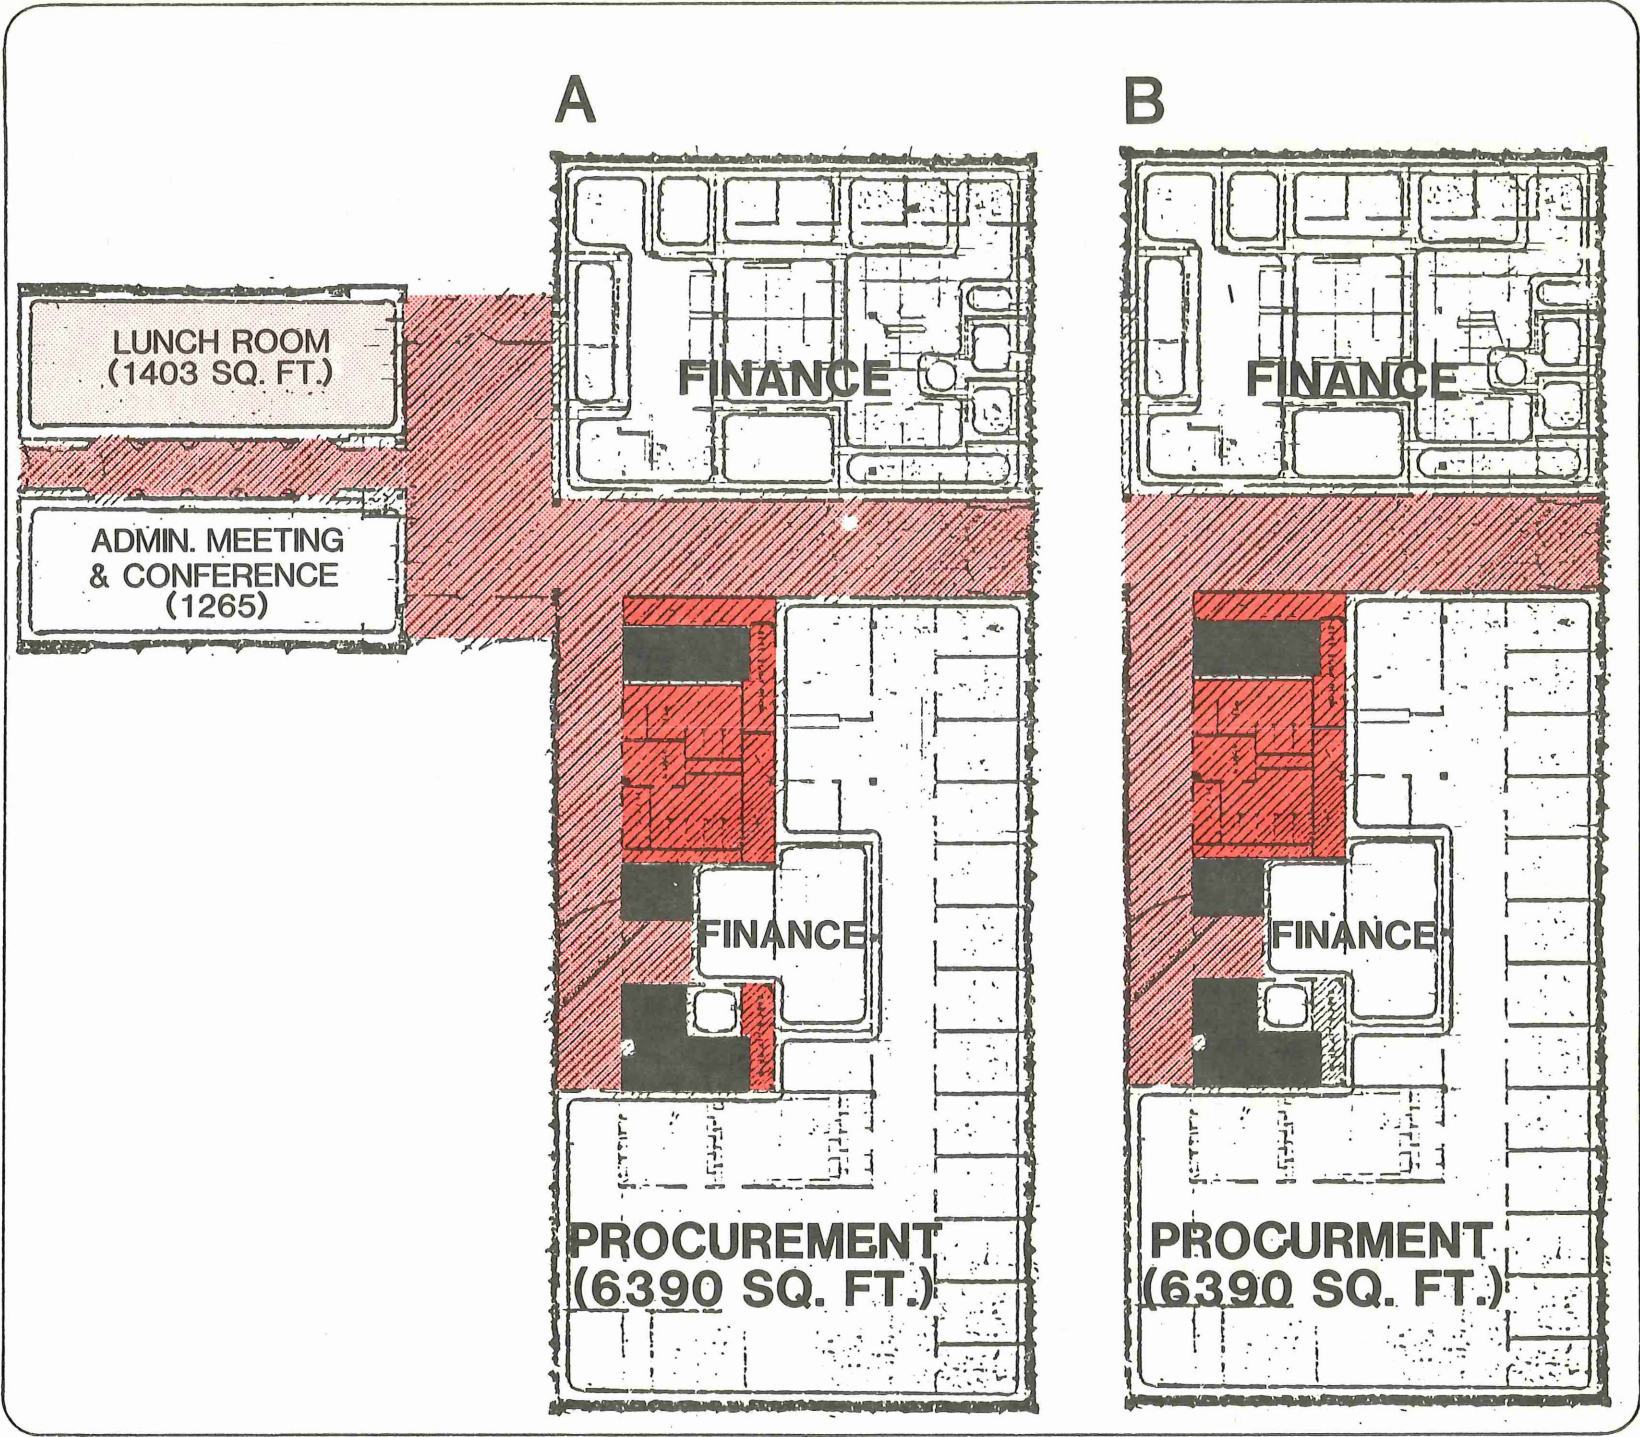 A
B
LUNCH ROOM
(1403 SQ. FT.)
ADMIN. MEETING
& CONFERENCE
(1265)
FINANCE
FINANCE
FINANCE
FINANCE
PROCUREMENT
(6390 SQ. FT.)
PROCURMENT
(6390 SQ. FT.)